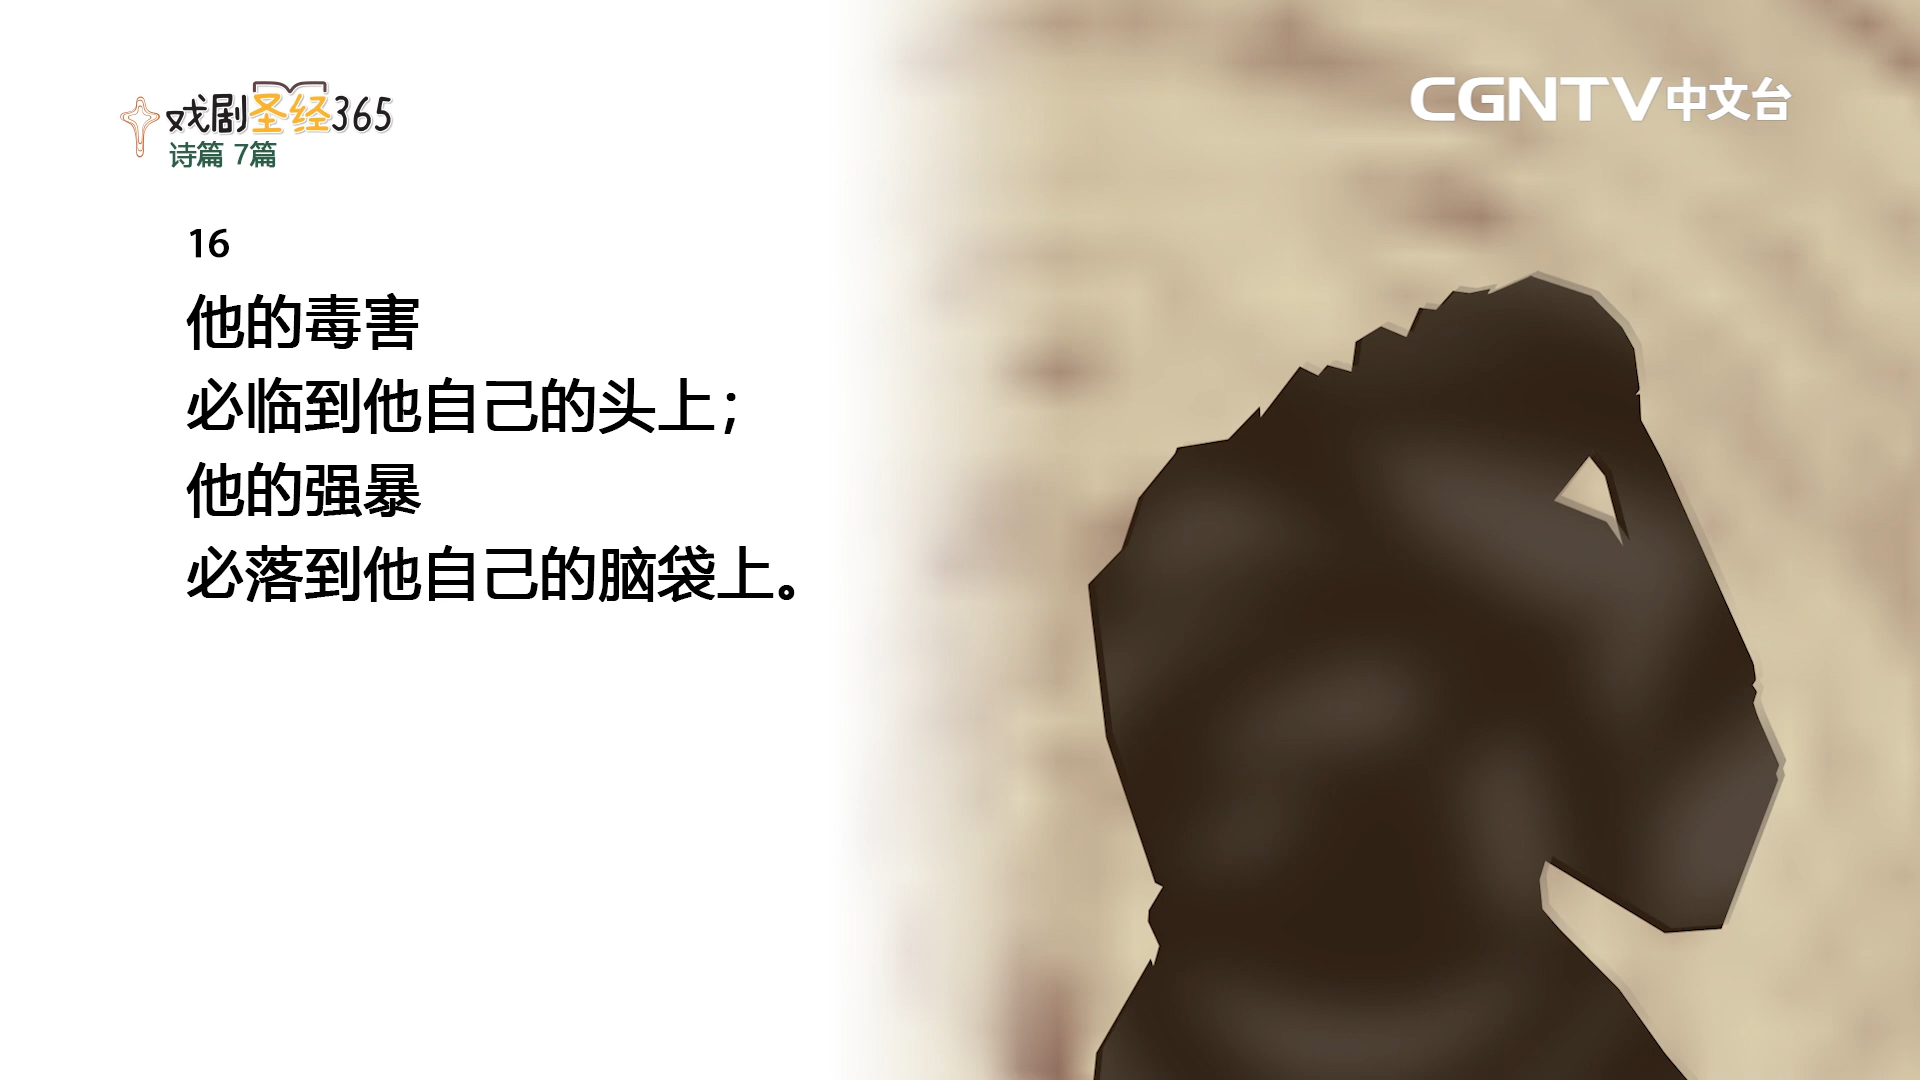 戏剧圣经365
诗篇 7篇
CGNTV中文台
16
他的毒害
必临到他自己的头上；
他的强暴
必落到他自己的脑袋上。